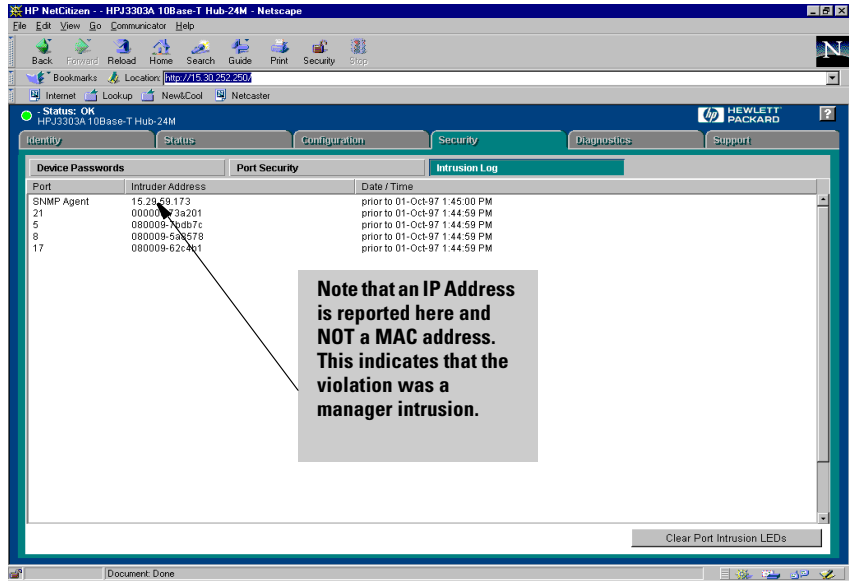 HP NetCitizen - - HPJ3303A 10Base-T Hub-24M - Netscape
File Edit View Go Communicator Help
Back Forward Reload Home Search Guide Print Security Stop
N
Bookmarks Location: http://15.30.252.250/
Internet Lookup New&Cool Netcaster
- Status: OK
HPJ3303A 10Base-T Hub-24M
hp HEWLETT PACKARD ?
Identity Status Configuration Security Diagnostics Support
Device Passwords Port Security Intrusion Log
Port Intruder Address Date / Time
SNMP Agent 15.29.59.173 prior to 01-Oct-97 1:45:00 PM
21 prior to 01-Oct-97 1:44:59 PM
5 prior to 01-Oct-97 1:44:59 PM
8 prior to 01-Oct-97 1:44:59 PM
17 prior to 01-Oct-97 1:44:59 PM
Note that an IP Address
is reported here and
NOT a MAC address.
This indicates that the
violation was a
manager intrusion.
Clear Port Intrusion LEDs
Document: Done